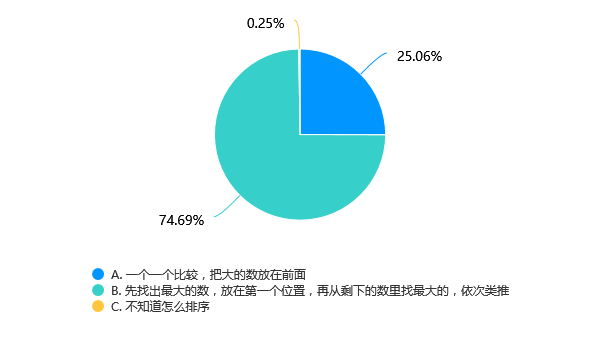 0.25%
25.06%
74.69%
A. 一个一个比较，把大的数放在前面
B. 先找出最大的数，放在第一个位置，再从剩下的数里找最大的，依次类推
C. 不知道怎么排序